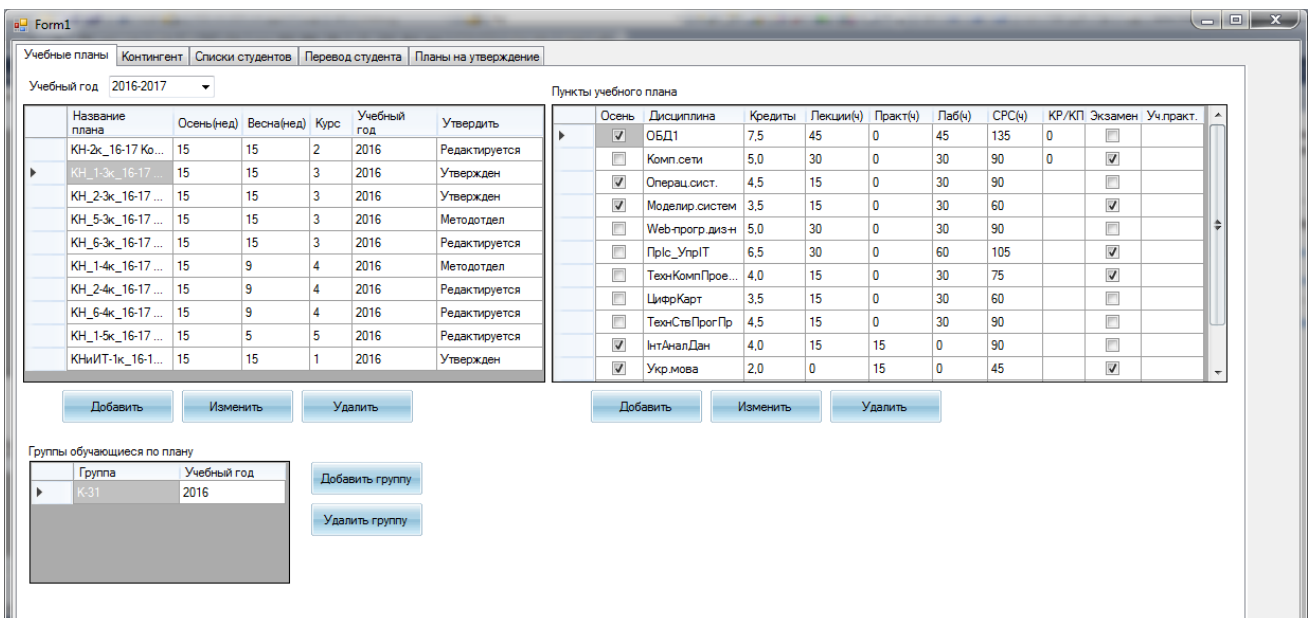 Form1
Учебные планы Контингент Списки студентов Перевод студента Планы на утверждение
Учебный год 2016-2017
Название плана Осень(нед) Весна(нед) Курс Учебный год Утвердить
КН-2к_16-17 Ко... 15 15 2 2016 Редактируется
КН_1-3к_16-17 ... 15 15 3 2016 Утвержден
КН_2-3к_16-17 ... 15 15 3 2016 Утвержден
КН_5-3к_16-17 ... 15 15 3 2016 Методотдел
КН_6-3к_16-17 ... 15 15 3 2016 Редактируется
КН_1-4к_16-17 ... 15 9 4 2016 Методотдел
КН_2-4к_16-17 ... 15 9 4 2016 Редактируется
КН_6-4к_16-17 ... 15 9 4 2016 Редактируется
КН_1-5к_16-17 ... 15 5 5 2016 Редактируется
КНиИТ-1к_16-1... 15 15 1 2016 Утвержден
Добавить Изменить Удалить
Пункты учебного плана
Осень Дисциплина Кредиты Лекции(ч) Практ(ч) Лаб(ч) СРС(ч) КР/КП Экзамен Уч.практ.
ОБД1 7,5 45 0 45 135 0
Комп.сети 5,0 30 0 30 90 0
Операц.сист. 4,5 15 0 30 90
Моделир.систем 3,5 15 0 30 60
Web-прогр.диз-н 5,0 30 0 30 90
ПрІс_УпрІТ 6,5 30 0 60 105
ТехнКомпПрое... 4,0 15 0 30 75
ЦифрКарт 3,5 15 0 30 60
ТехнСтвПрогПр 4,5 15 0 30 90
ІнтАналДан 4,0 15 15 0 90
Укр.мова 2,0 0 15 0 45
Добавить Изменить Удалить
Группы обучающиеся по плану
Группа Учебный год
К-31 2016
Добавить группу
Удалить группу